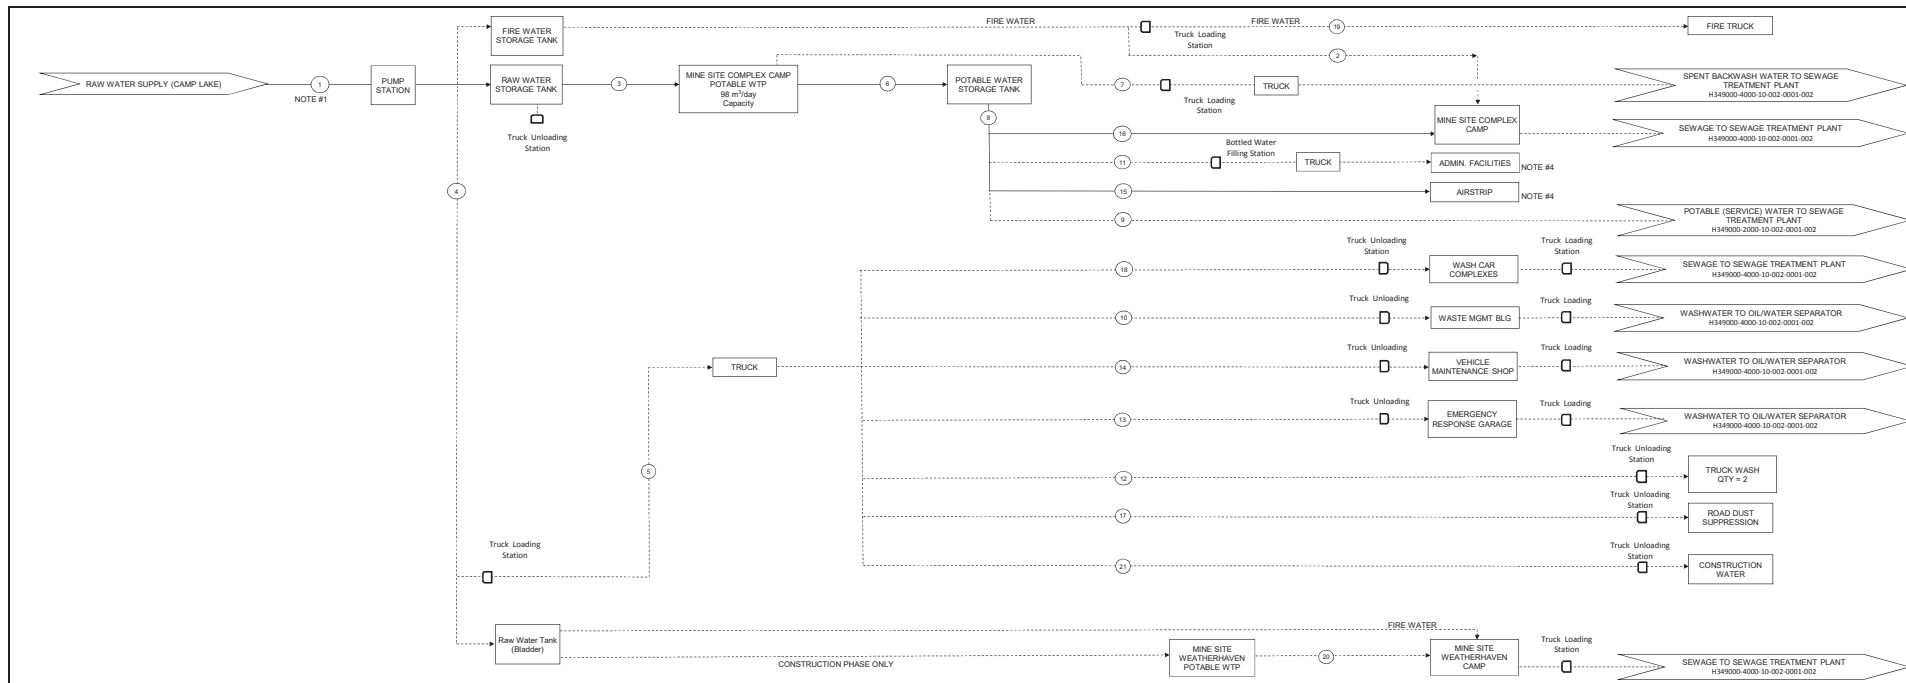 FIRE WATER
STORAGE TANK
FIRE WATER
FIRE WATER
19
FIRE TRUCK
Truck Loading
Station
2
RAW WATER SUPPLY (CAMP LAKE)
1
NOTE #1
PUMP
STATION
RAW WATER
STORAGE TANK
Truck Unloading
Station
3
MINE SITE COMPLEX CAMP
POTABLE WTP
98 m³/day
Capacity
6
POTABLE WATER
STORAGE TANK
7
Truck Loading
Station
TRUCK
SPENT BACKWASH WATER TO SEWAGE
TREATMENT PLANT
H349000-4000-10-002-0001-002
8
16
MINE SITE COMPLEX
CAMP
SEWAGE TO SEWAGE TREATMENT PLANT
H349000-4000-10-002-0001-002
11
Bottled Water
Filling Station
TRUCK
ADMIN. FACILITIES
NOTE #4
4
15
AIRSTRIP
NOTE #4
9
POTABLE (SERVICE) WATER TO SEWAGE
TREATMENT PLANT
H349000-2000-10-002-0001-002
18
Truck Unloading
Station
WASH CAR
COMPLEXES
Truck Loading
Station
SEWAGE TO SEWAGE TREATMENT PLANT
H349000-4000-10-002-0001-002
10
Truck Unloading
WASTE MGMT BLG
Truck Loading
WASHWATER TO OIL/WATER SEPARATOR
H349000-4000-10-002-0001-002
TRUCK
14
Truck Unloading
VEHICLE
MAINTENANCE SHOP
Truck Loading
WASHWATER TO OIL/WATER SEPARATOR
H349000-4000-10-002-0001-002
13
Truck Unloading
EMERGENCY
RESPONSE GARAGE
Truck Loading
WASHWATER TO OIL/WATER SEPARATOR
H349000-4000-10-002-0001-002
5
12
Truck Unloading
Station
TRUCK WASH
QTY = 2
17
Truck Unloading
Station
ROAD DUST
SUPPRESSION
Truck Loading
Station
21
Truck Unloading
Station
CONSTRUCTION
WATER
Raw Water Tank
(Bladder)
FIRE WATER
CONSTRUCTION PHASE ONLY
MINE SITE
WEATHERHAVEN
POTABLE WTP
20
MINE SITE
WEATHERHAVEN
CAMP
Truck Loading
Station
SEWAGE TO SEWAGE TREATMENT PLANT
H349000-4000-10-002-0001-002